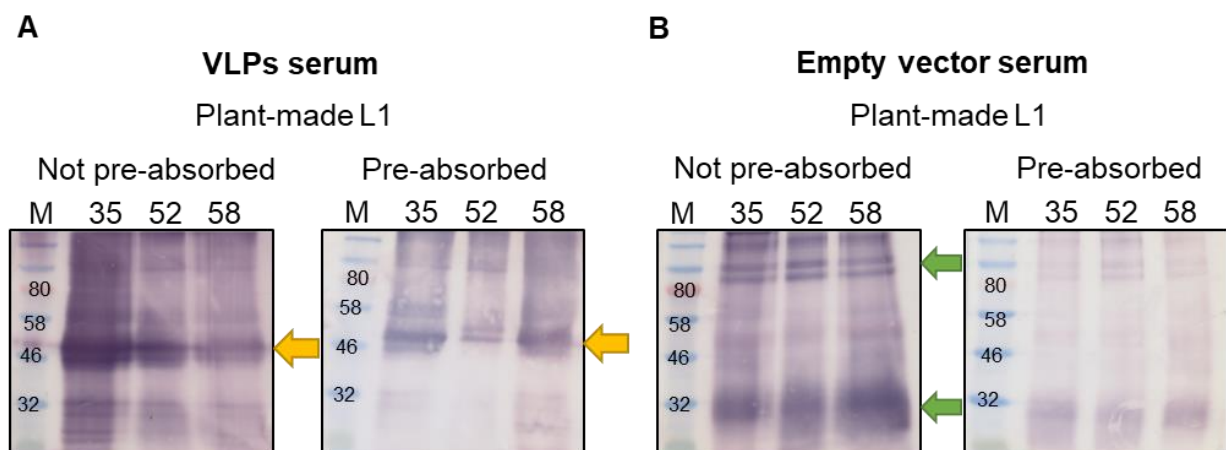 A
VLPs serum
Plant-made L1
Not pre-absorbed
M 35 52 58
80
58
46
32
Pre-absorbed
M 35 52 58
80
58
46
32
B
Empty vector serum
Plant-made L1
Not pre-absorbed
M 35 52 58
80
58
46
32
Pre-absorbed
M 35 52 58
80
58
46
32